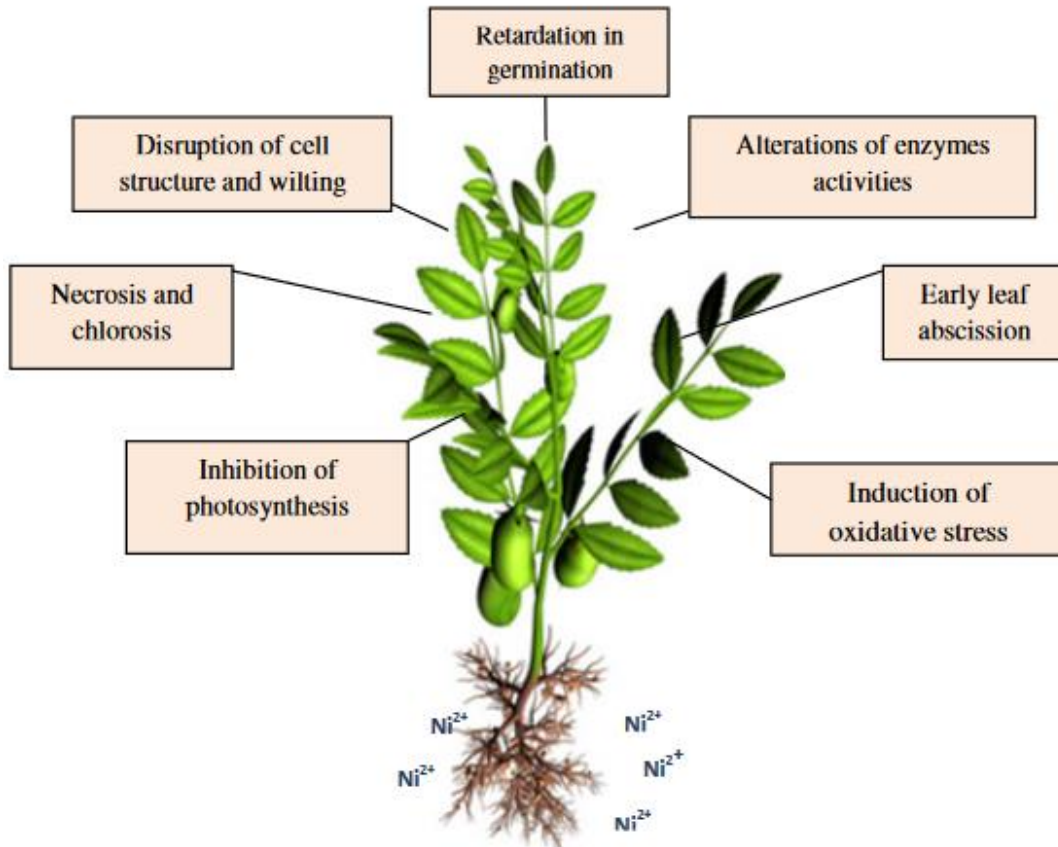 Retardation in
germination
Disruption of cell
structure and wilting
Alterations of enzymes
activities
Necrosis and
chlorosis
Early leaf
abscission
Inhibition of
photosynthesis
Induction of
oxidative stress
Ni²⁺
Ni²⁺
Ni²⁺
Ni²⁺
Ni²⁺